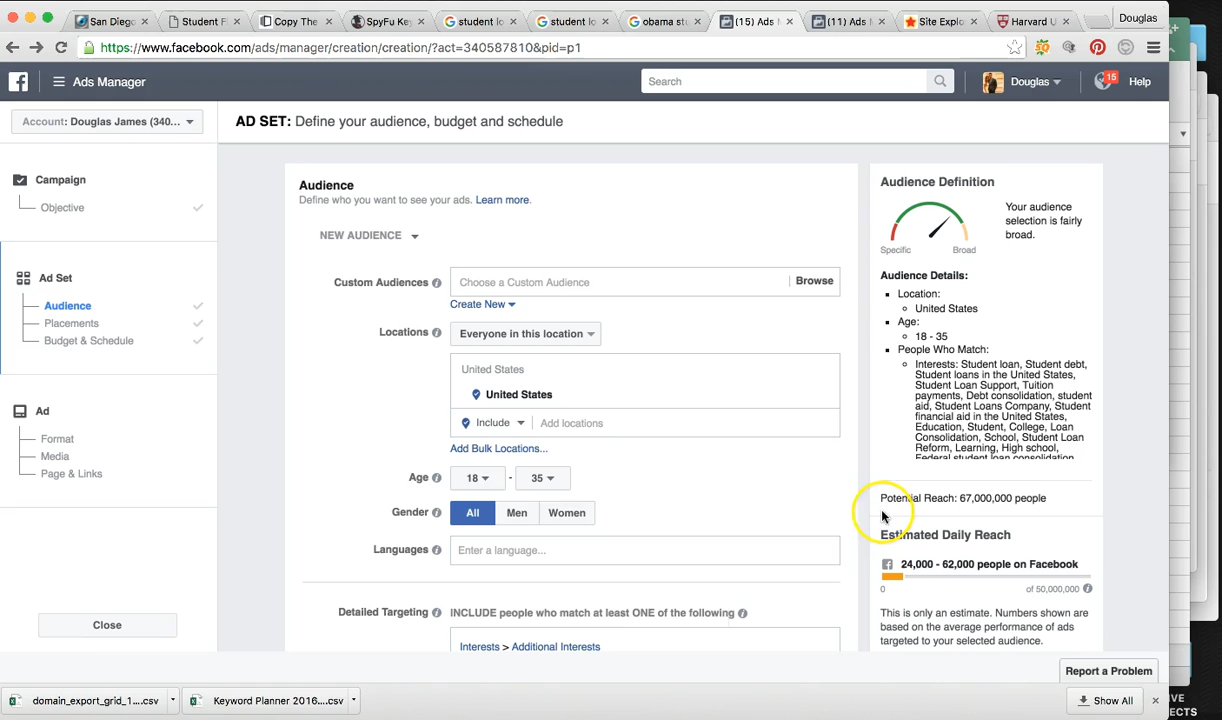 San Diego
Student F
Copy The
SpyFu Ke
student lo
student lo
obama stu
(15) Ads M
(11) Ads M
Site Explo
Harvard U
Douglas
https://www.facebook.com/ads/manager/creation/creation/?act=340587810&pid=p1
Ads Manager
Search
Douglas
15
Help
Account: Douglas James (340...
AD SET: Define your audience, budget and schedule
Campaign
Objective
Ad Set
Audience
Placements
Budget & Schedule
Ad
Format
Media
Page & Links
Close
Audience
Define who you want to see your ads. Learn more.
NEW AUDIENCE
Custom Audiences
Choose a Custom Audience
Browse
Create New
Locations
Everyone in this location
United States
United States
Include
Add locations
Add Bulk Locations...
Age
18
-
35
Gender
All
Men
Women
Languages
Enter a language...
Detailed Targeting
INCLUDE people who match at least ONE of the following
Interests > Additional Interests
Audience Definition
Specific
Broad
Your audience
selection is fairly
broad.
Audience Details:
Location:
United States
Age:
18 - 35
People Who Match:
Interests: Student loan, Student debt,
Student loans in the United States,
Student Loan Support, Tuition
payments, Debt consolidation, student
aid, Student Loans Company, Student
financial aid in the United States,
Education, Student, College, Loan
Consolidation, School, Student Loan
Reform, Learning, High school,
Federal student loan consolidation
Potential Reach: 67,000,000 people
Estimated Daily Reach
24,000 - 62,000 people on Facebook
0
of 50,000,000
This is only an estimate. Numbers shown are
based on the average performance of ads
targeted to your selected audience.
Report a Problem
domain_export_grid_1....csv
Keyword Planner 2016....csv
Show All
IVE
CTS